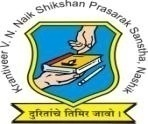 Krantiveer V. N. Naik Shikshan Prasarak Sanstha, Nashik
दुरितांचे तिमिर जावो ।